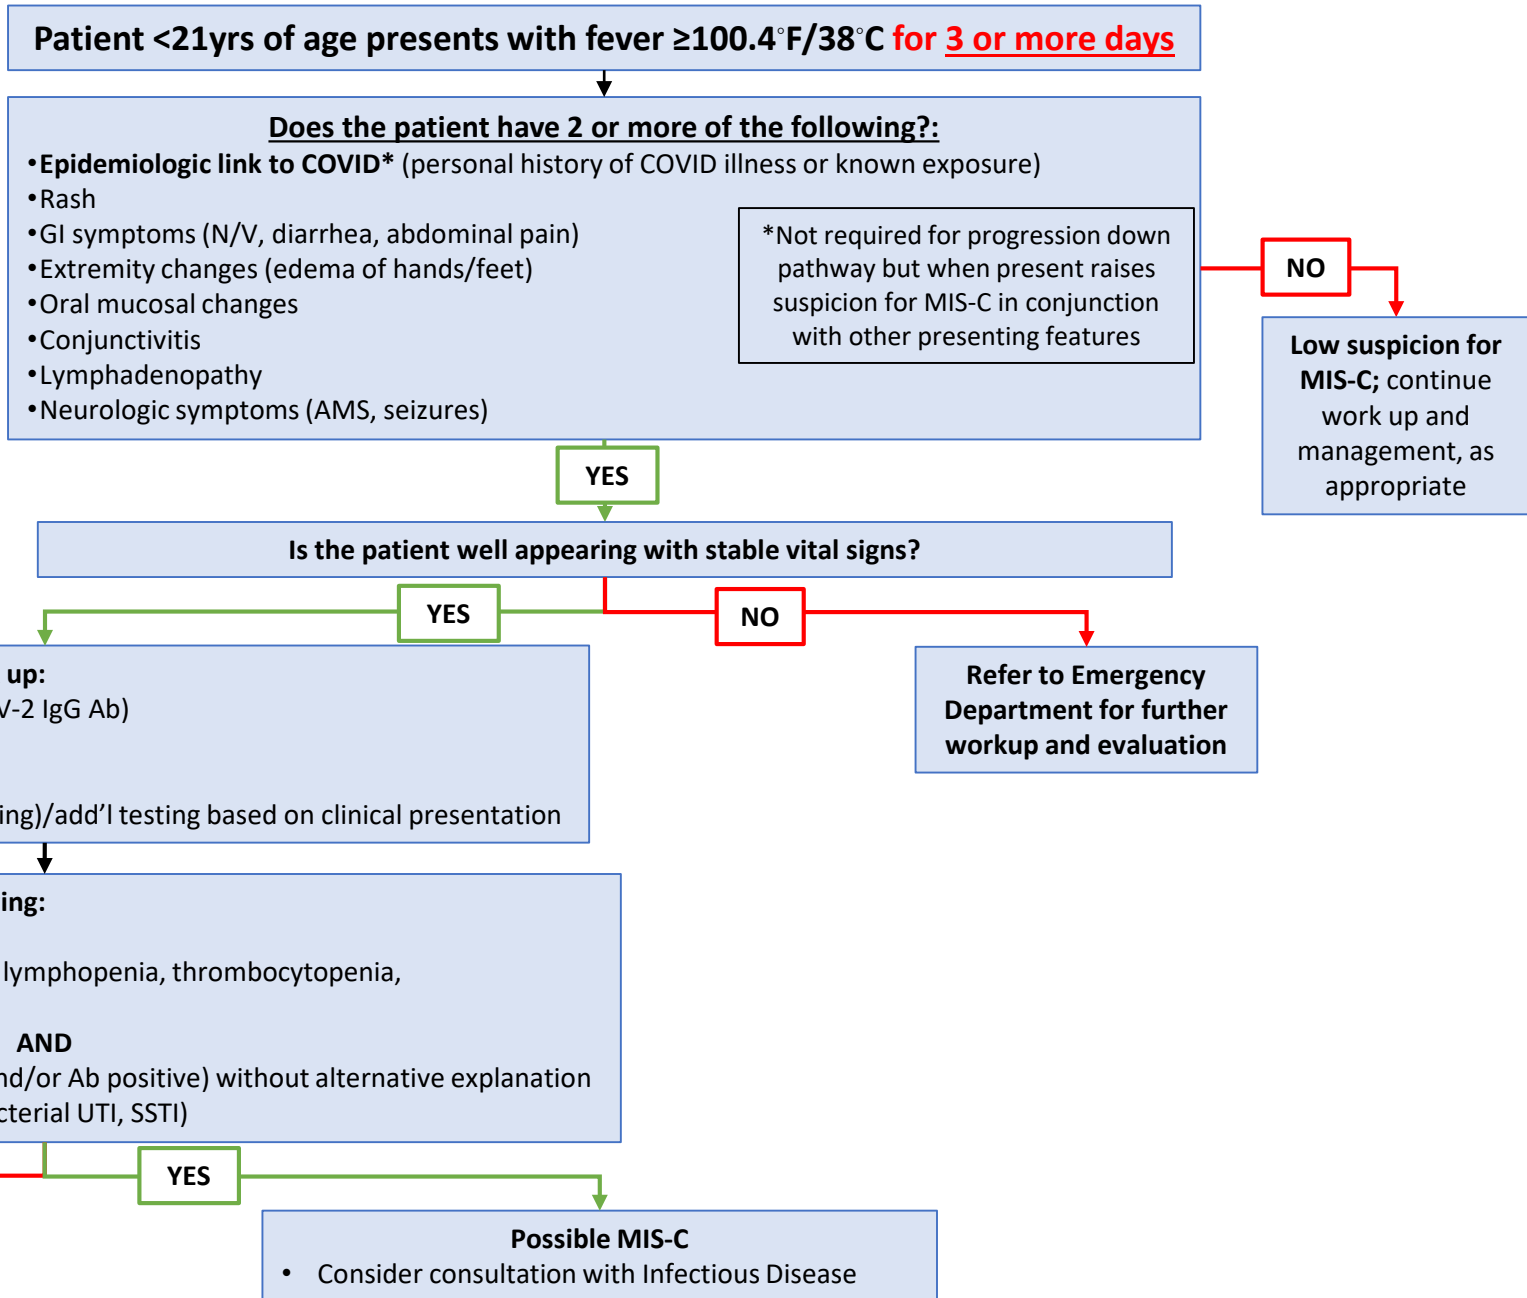 Patient <21yrs of age presents with fever ≥100.4°F/38°C for 3 or more days
Does the patient have 2 or more of the following?:
•Epidemiologic link to COVID* (personal history of COVID illness or known exposure)
•Rash
•GI symptoms (N/V, diarrhea, abdominal pain)
•Extremity changes (edema of hands/feet)
•Oral mucosal changes
•Conjunctivitis
•Lymphadenopathy
•Neurologic symptoms (AMS, seizures)
*Not required for progression down
pathway but when present raises
suspicion for MIS-C in conjunction
with other presenting features
NO
Low suspicion for
MIS-C; continue
work up and
management, as
appropriate
YES
Is the patient well appearing with stable vital signs?
YES
NO
Refer to Emergency
Department for further
workup and evaluation
up:
V-2 IgG Ab)
ing)/add'l testing based on clinical presentation
ing:
lymphopenia, thrombocytopenia,
AND
nd/or Ab positive) without alternative explanation
cterial UTI, SSTI)
YES
Possible MIS-C
• Consider consultation with Infectious Disease